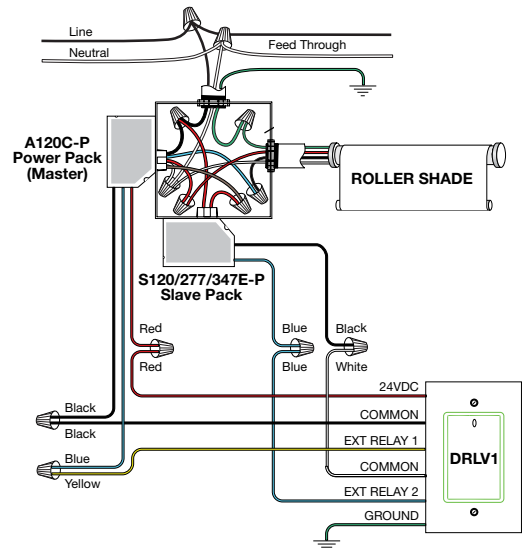 Line
Neutral
Feed Through
A120C-P
Power Pack
(Master)
ROLLER SHADE
S120/277/347E-P
Slave Pack
Red
Blue
Black
Red
Blue
White
24VDC
Black
COMMON
Black
EXT RELAY 1
DRLV1
Blue
COMMON
Yellow
EXT RELAY 2
GROUND